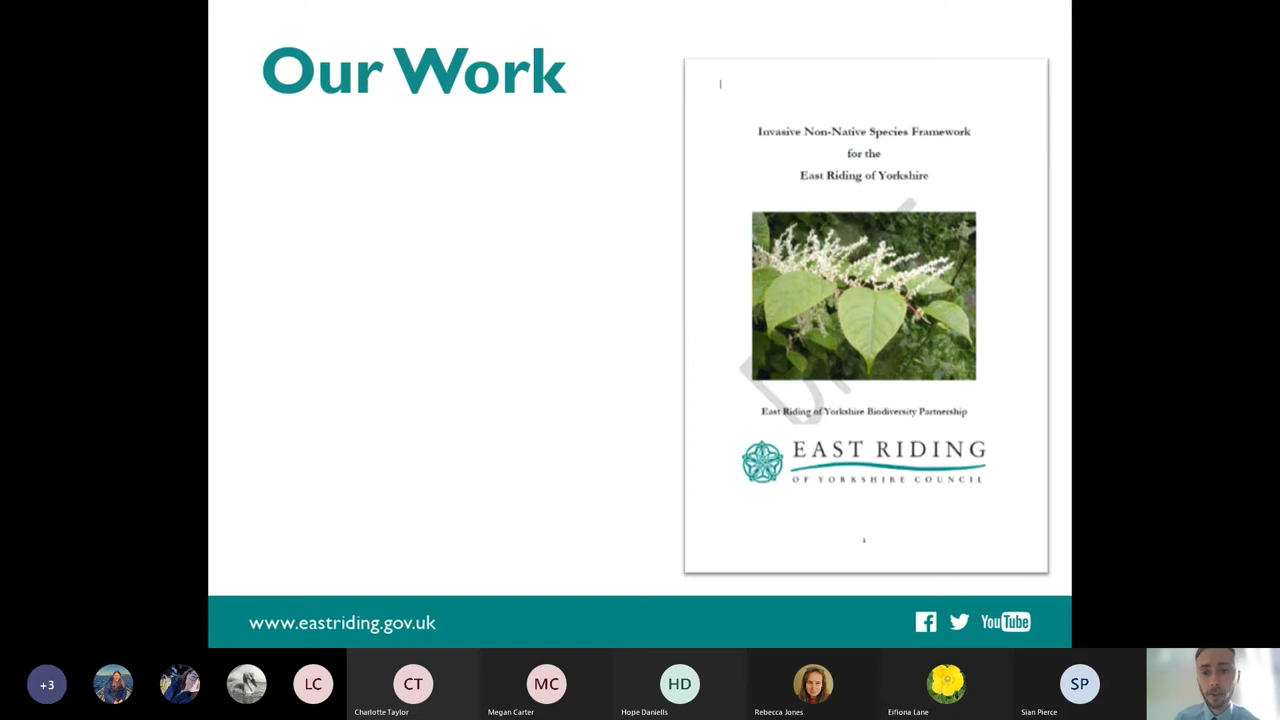 Our Work
Invasive Non-Native Species Framework
for the
East Riding of Yorkshire
East Riding of Yorkshire Biodiversity Partnership
EAST RIDING
OF YORKSHIRE COUNCIL
1
www.eastriding.gov.uk
You Tube
+3
LC
CT
MC
HD
SP
Charlotte Taylor
Megan Carter
Hope Daniells
Rebecca Jones
Eifiona Lane
Sian Pierce